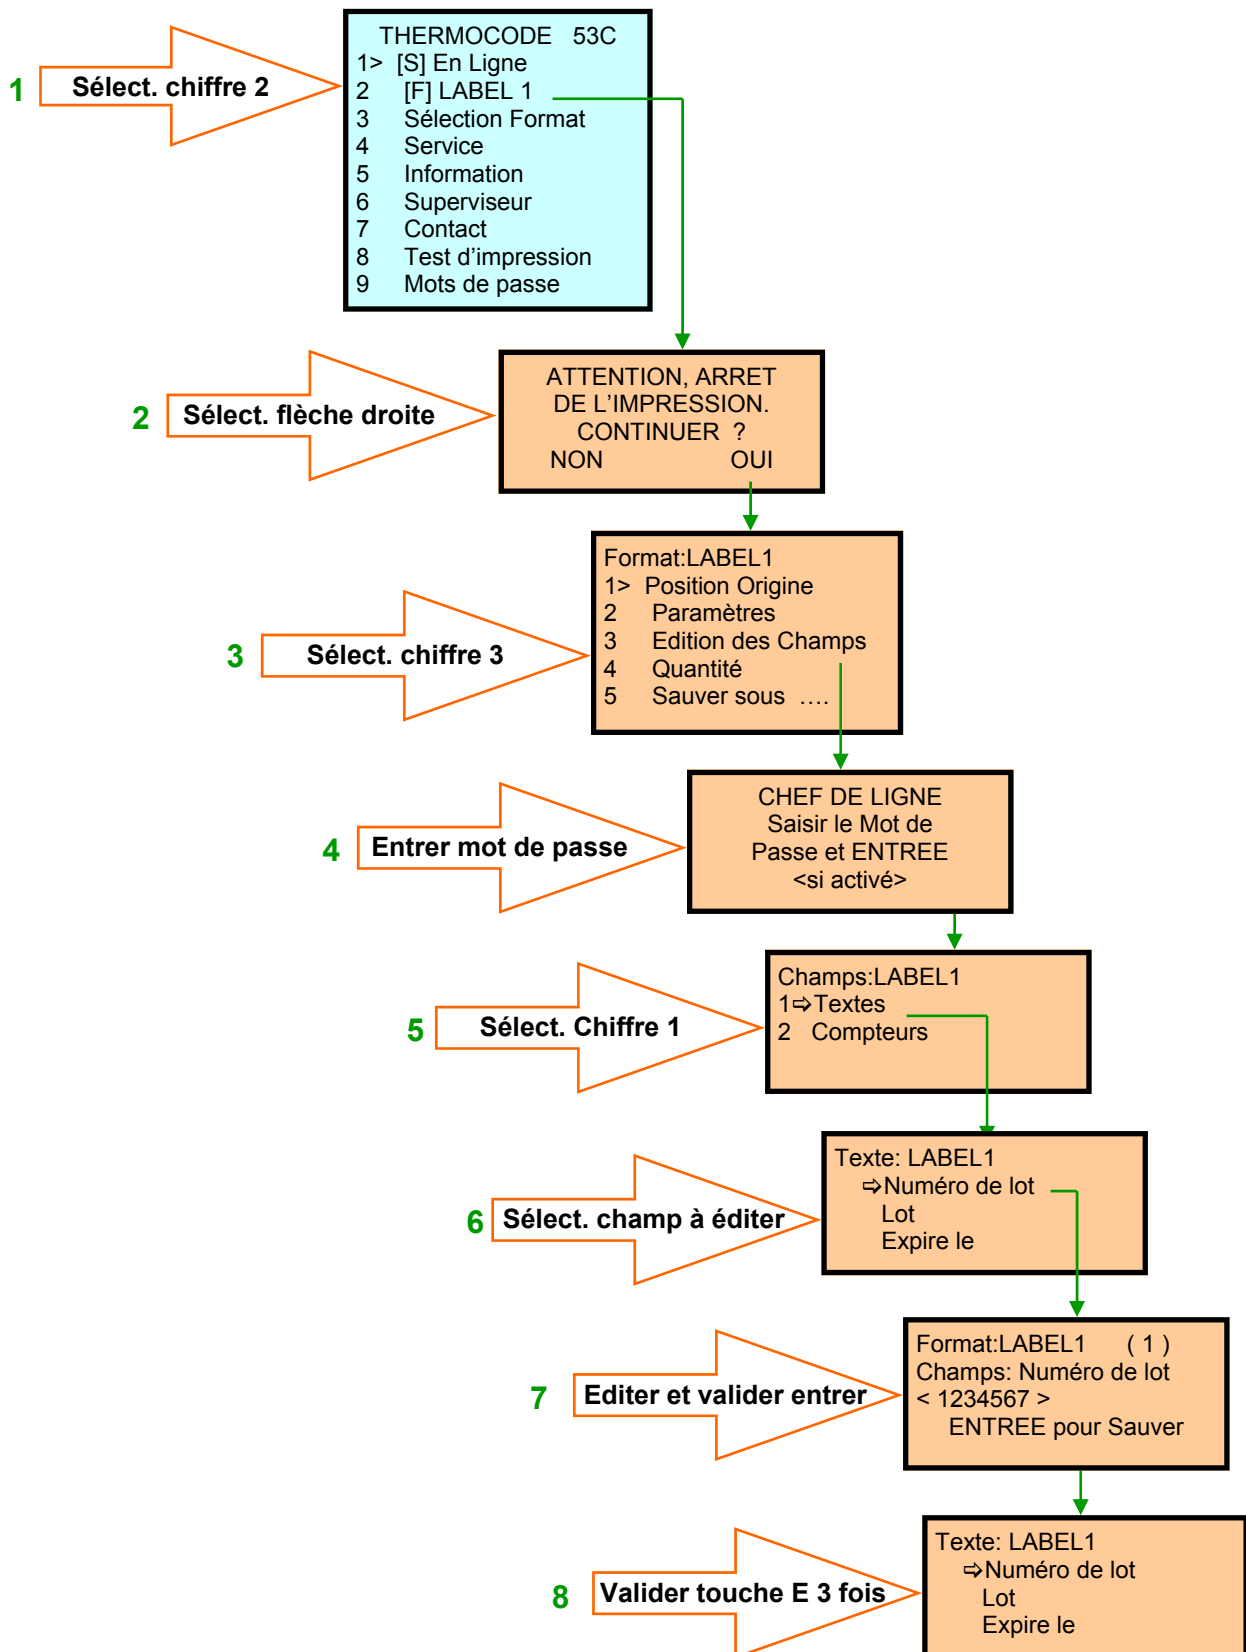 THERMOCODE 53C
1> [S] En Ligne
2 [F] LABEL 1
3 Sélection Format
4 Service
5 Information
6 Superviseur
7 Contact
8 Test d'impression
9 Mots de passe
1 Sélect. chiffre 2
ATTENTION, ARRET
DE L'IMPRESSION.
CONTINUER ?
NON OUI
2 Sélect. flèche droite
Format:LABEL1
1> Position Origine
2 Paramètres
3 Edition des Champs
4 Quantité
5 Sauver sous ....
3 Sélect. chiffre 3
CHEF DE LIGNE
Saisir le Mot de
Passe et ENTREE
<si activé>
4 Entrer mot de passe
Champs:LABEL1
1⇨Textes
2 Compteurs
5 Sélect. Chiffre 1
Texte: LABEL1
⇨Numéro de lot
Lot
Expire le
6 Sélect. champ à éditer
Format:LABEL1 ( 1 )
Champs: Numéro de lot
< 1234567 >
ENTREE pour Sauver
7 Editer et valider entrer
Texte: LABEL1
⇨Numéro de lot
Lot
Expire le
8 Valider touche E 3 fois